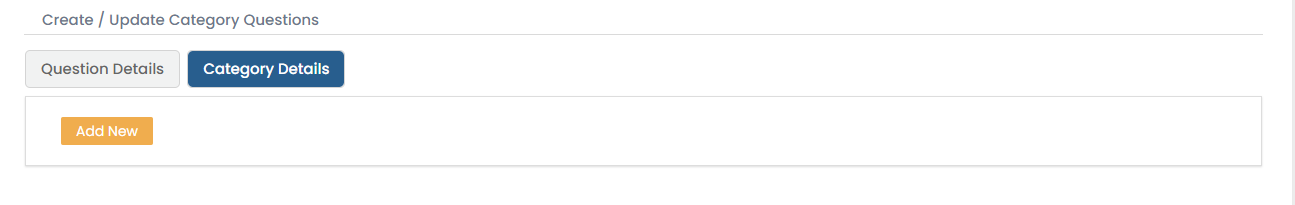 Create / Update Category Questions
Question Details Category Details
Add New